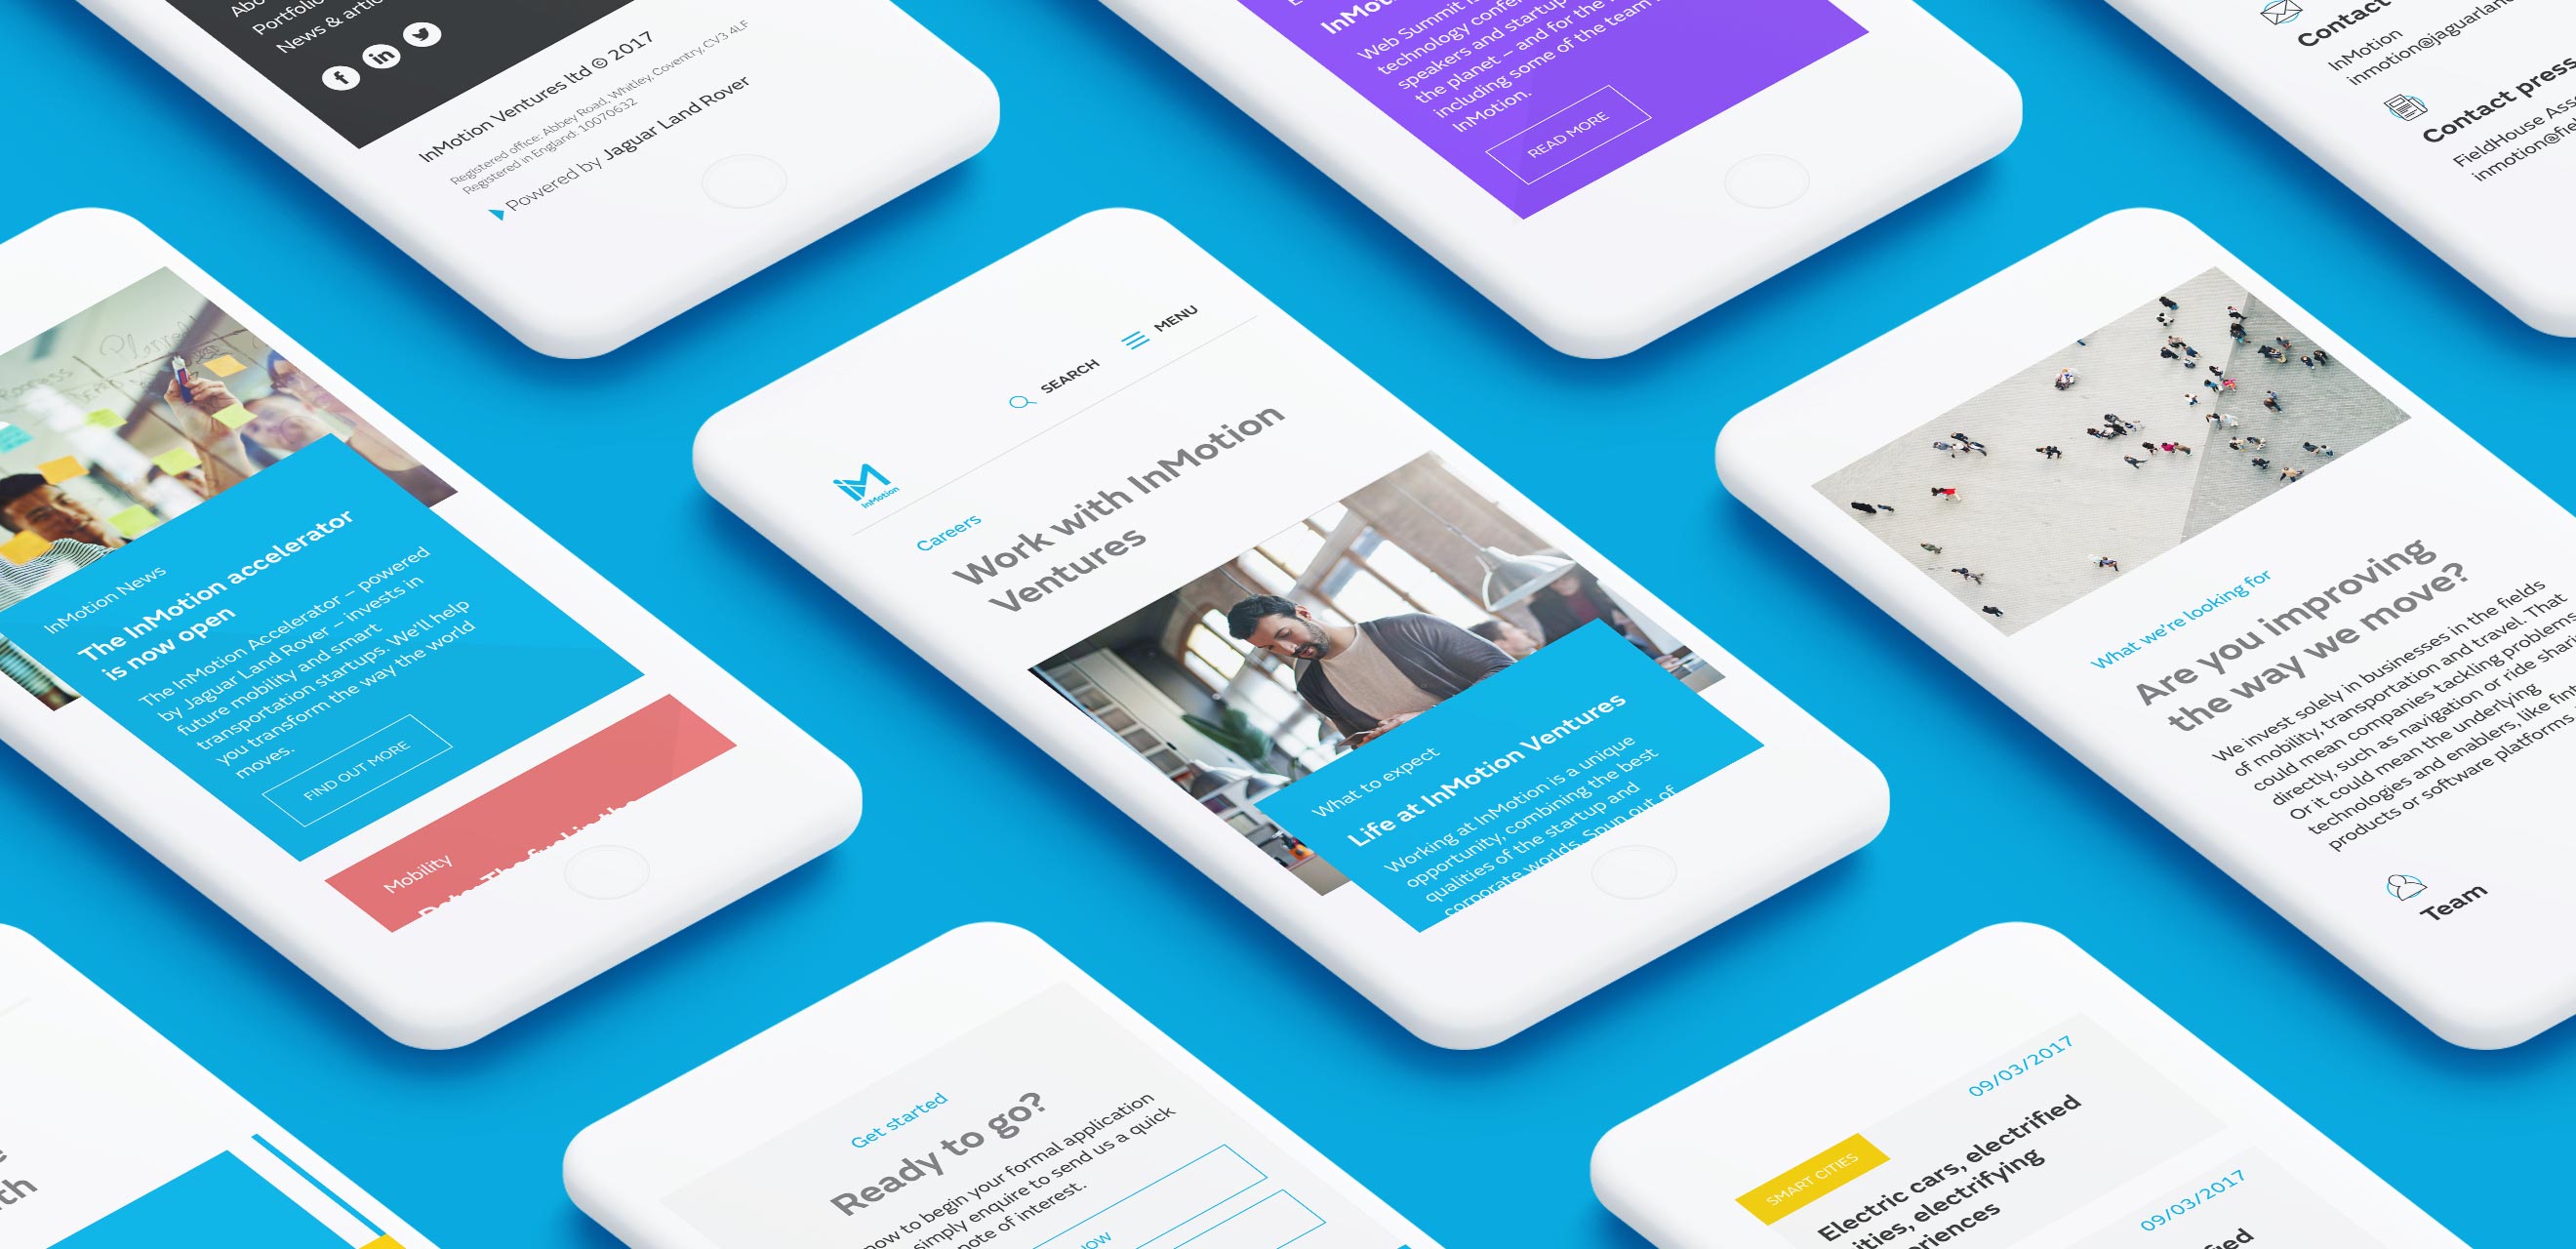 Portfolio
News & artic
f
in
InMotion Ventures ltd © 2017
Registered office: Abbey Road, Whitley, Coventry, CV3 4LF
Registered in England: 10070632
Powered by Jaguar Land Rover
Web Summit is
technology confe
speakers and startup
the planet – and for the
including some of the team
InMotion.
READ MORE
Contact
InMotion
inmotion@jaguarland
Contact press
FieldHouse Ass
inmotion@fiel
InMotion News
The InMotion accelerator
is now open
The InMotion Accelerator – powered
by Jaguar Land Rover – invests in
future mobility and smart
transportation startups. We'll help
you transform the way the world
moves.
FIND OUT MORE
Mobility
SEARCH
MENU
InMotion
Careers
Work with InMotion
Ventures
What to expect
Life at InMotion Ventures
Working at InMotion is a unique
opportunity, combining the best
qualities of the startup and
corporate worlds. Spun out of
What we're looking for
Are you improving
the way we move?
We invest solely in businesses in the fields
of mobility, transportation and travel. That
could mean companies tackling problems
directly, such as navigation or ride shari
Or it could mean the underlying
technologies and enablers, like fint
products or software platforms
Team
Get started
Ready to go?
now to begin your formal application
simply enquire to send us a quick
note of interest.
09/03/2017
SMART CITIES
Electric cars, electrified
ities, electrifying
eriences
09/03/2017